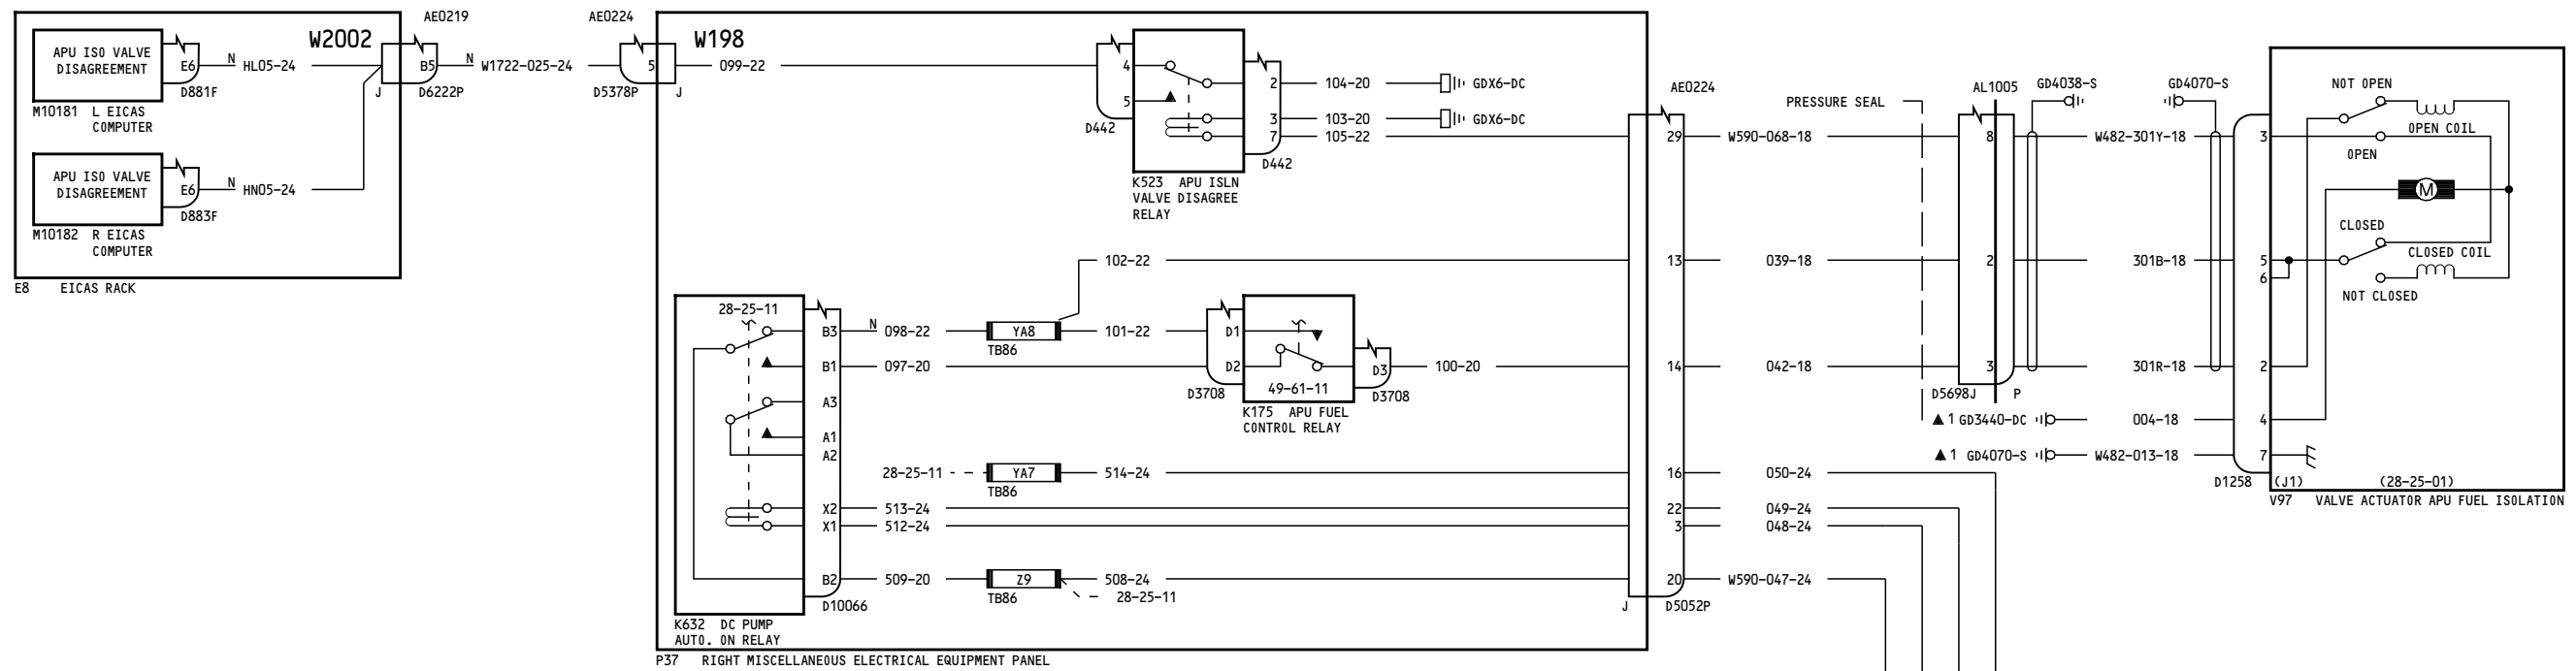 AE0219
AE0224
W2002
W198
APU ISO VALVE
DISAGREEMENT
E6
N
HL05-24
B5
N
W1722-025-24
5
099-22
D881F
J
D6222P
D5378P
J
M10181 L EICAS
COMPUTER
APU ISO VALVE
DISAGREEMENT
E6
N
HN05-24
D883F
M10182 R EICAS
COMPUTER
E8 EICAS RACK
4
5
D442
2
3
7
D442
104-20
GDX6-DC
103-20
GDX6-DC
105-22
K523 APU ISLN
VALVE DISAGREE
RELAY
102-22
28-25-11
B3
N
098-22
YA8
TB86
101-22
D1
B1
097-20
D2
D3
100-20
49-61-11
D3708
D3708
K175 APU FUEL
CONTROL RELAY
A3
A1
A2
28-25-11
YA7
TB86
514-24
X2
513-24
X1
512-24
B2
509-20
Z9
TB86
508-24
28-25-11
D10066
K632 DC PUMP
AUTO. ON RELAY
P37 RIGHT MISCELLANEOUS ELECTRICAL EQUIPMENT PANEL
AE0224
29
13
14
16
22
3
20
J
D5052P
PRESSURE SEAL
W590-068-18
039-18
042-18
050-24
049-24
048-24
W590-047-24
AL1005
8
2
3
D5698J
P
GD4038-S
GD4070-S
W482-301Y-18
301B-18
301R-18
1 GD3440-DC
004-18
1 GD4070-S
W482-013-18
3
5
6
2
4
7
D1258
(J1)
NOT OPEN
OPEN COIL
OPEN
M
CLOSED
CLOSED COIL
NOT CLOSED
(28-25-01)
V97 VALVE ACTUATOR APU FUEL ISOLATION